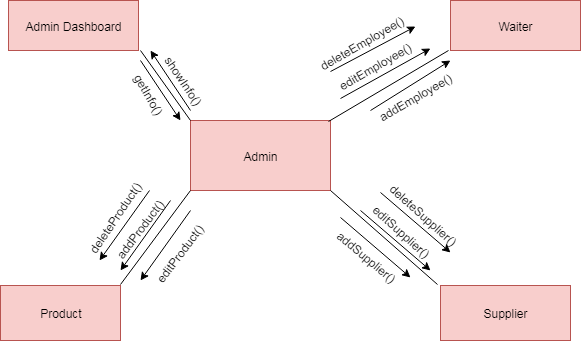 Admin Dashboard
Waiter
deleteEmployee()
editEmployee()
addEmployee()
showInfo()
getInfo()
Admin
deleteProduct()
addProduct()
editProduct()
deleteSupplier()
editSupplier()
addSupplier()
Product
Supplier